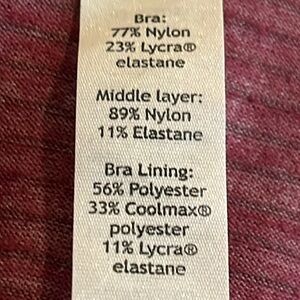 Bra:
77% Nylon
23% Lycra®
elastane
Middle layer:
89% Nylon
11% Elastane
Bra Lining:
56% Polyester
33% Coolmax®
polyester
11% Lycra®
elastane